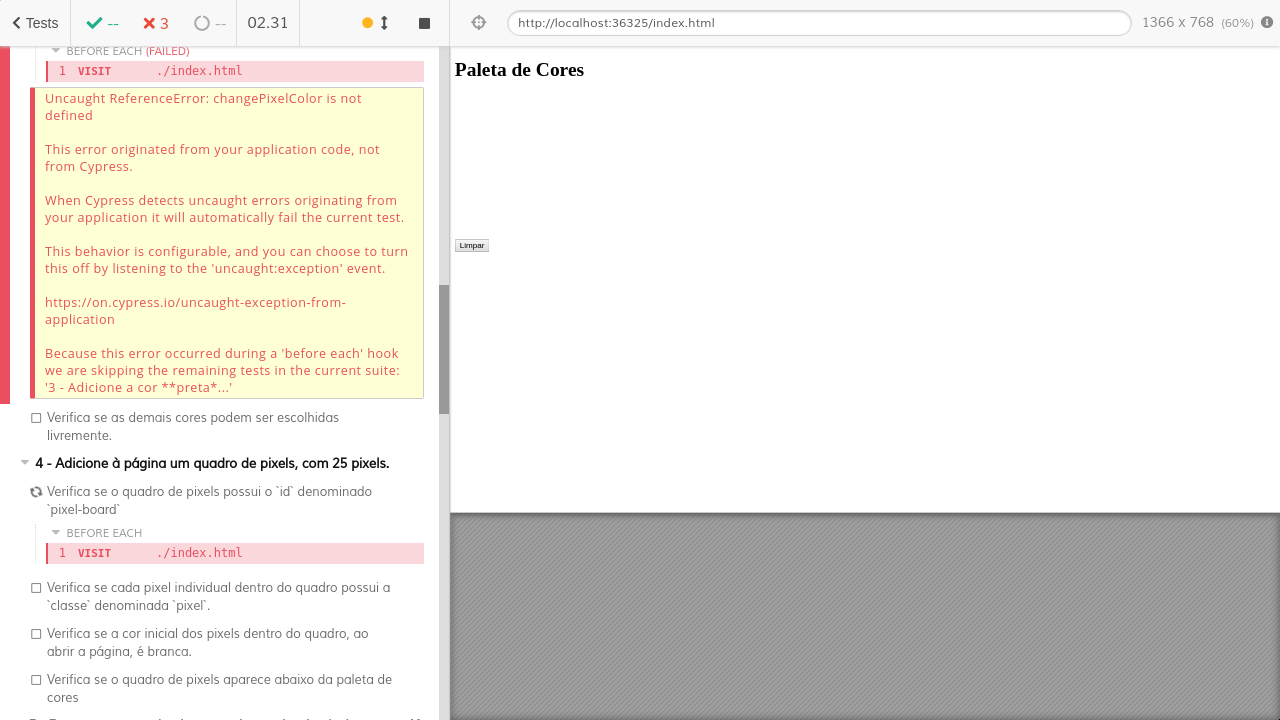 Tests
--
3
--
02.31
http://localhost:36325/index.html
1366 x 768 (60%)
BEFORE EACH (FAILED)
1 VISIT ./index.html
Uncaught ReferenceError: changePixelColor is not
defined
This error originated from your application code, not
from Cypress.
When Cypress detects uncaught errors originating from
your application it will automatically fail the current test.
This behavior is configurable, and you can choose to turn
this off by listening to the 'uncaught:exception' event.
https://on.cypress.io/uncaught-exception-from-
application
Because this error occurred during a 'before each' hook
we are skipping the remaining tests in the current suite:
'3 - Adicione a cor **preta*...'
Verifica se as demais cores podem ser escolhidas
livremente.
4 - Adicione à página um quadro de pixels, com 25 pixels.
Verifica se o quadro de pixels possui o `id` denominado
`pixel-board`
BEFORE EACH
1 VISIT ./index.html
Verifica se cada pixel individual dentro do quadro possui a
`classe` denominada `pixel`.
Verifica se a cor inicial dos pixels dentro do quadro, ao
abrir a página, é branca.
Verifica se o quadro de pixels aparece abaixo da paleta de
cores
Paleta de Cores
Limpar